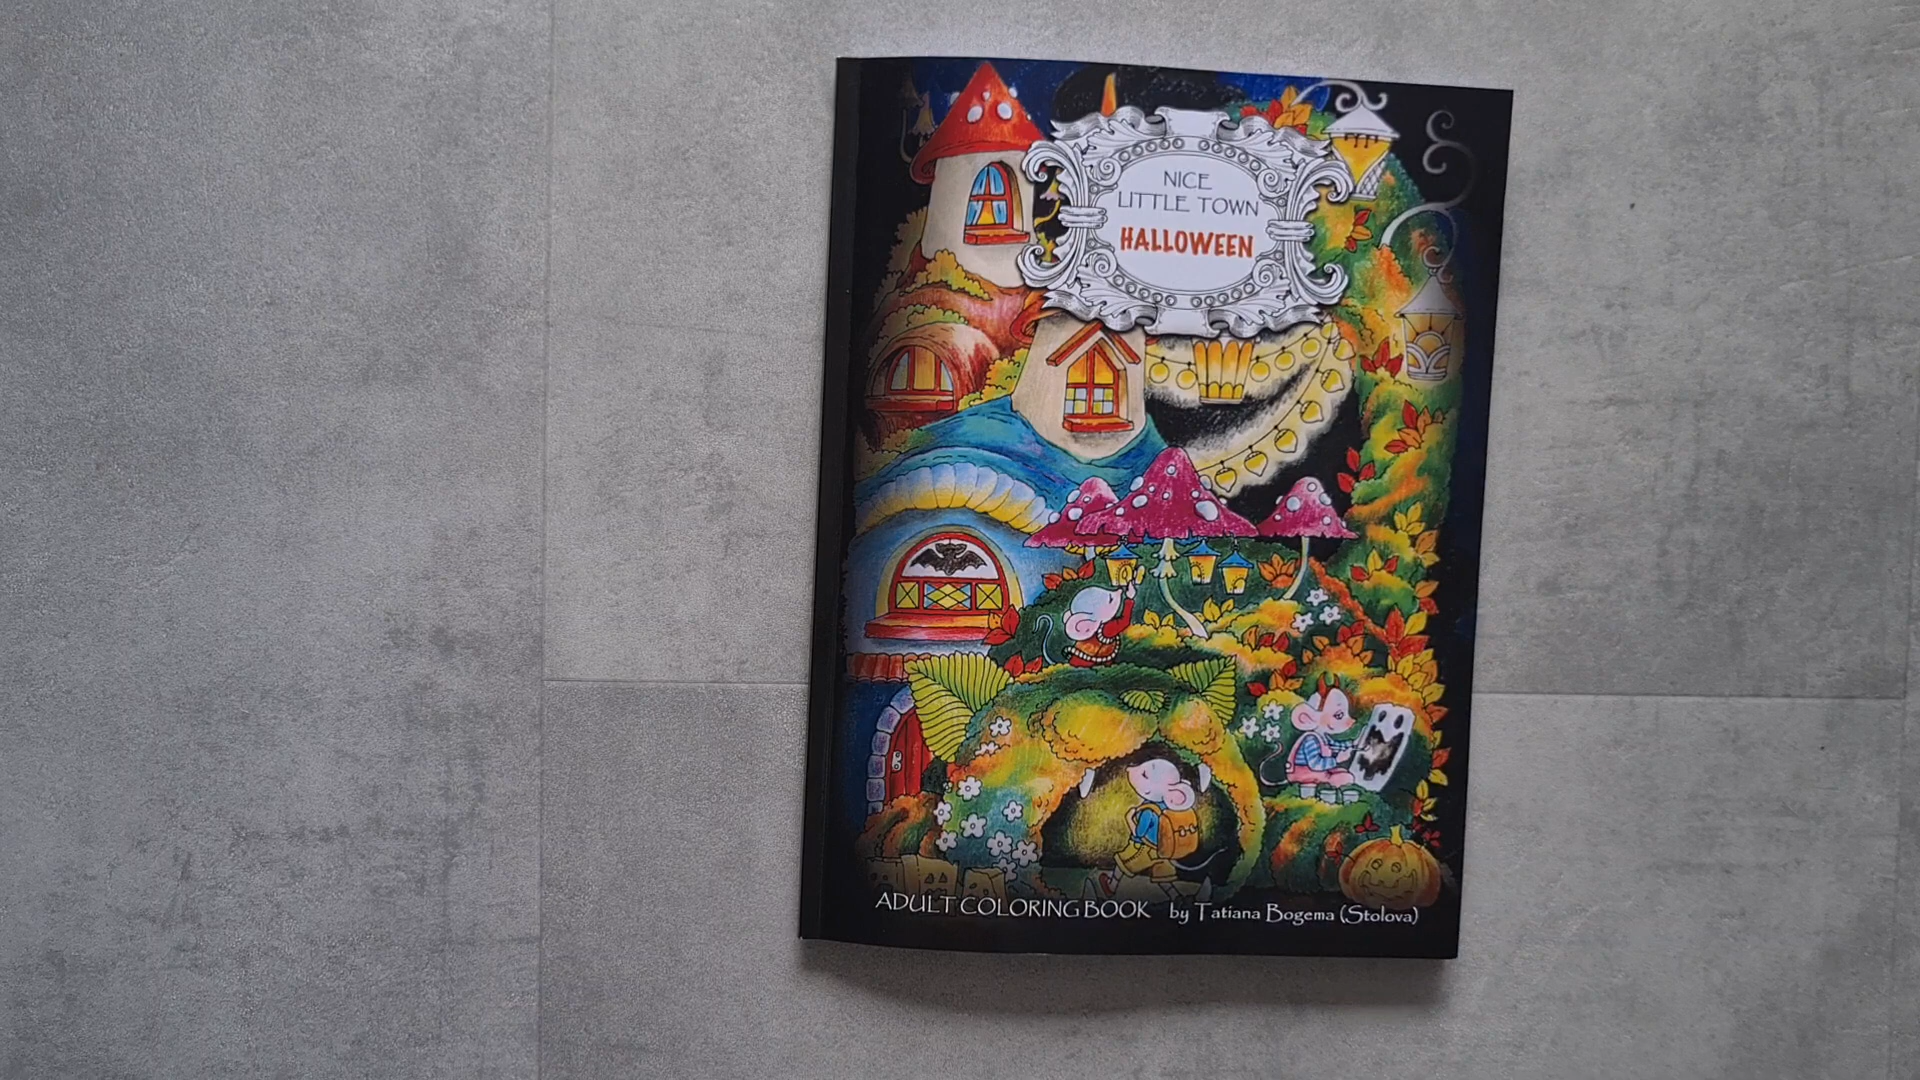 NICE
LITTLE TOWN
HALLOWEEN
ADULT COLORING BOOK by Tatiana Bogema (Stolova)